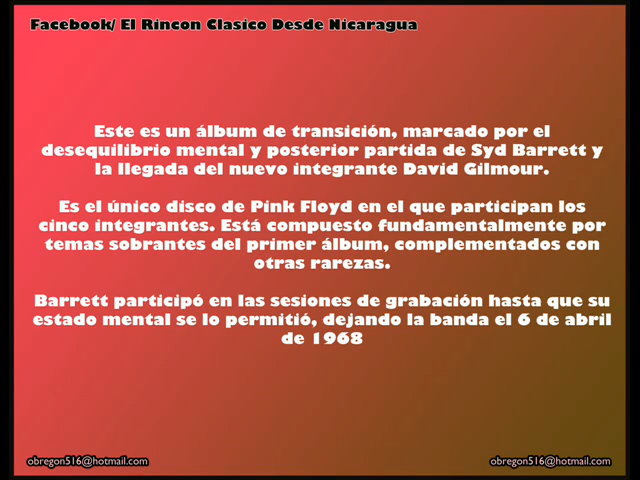 Facebook/ El Rincon Clasico Desde Nicaragua
Este es un álbum de transición, marcado por el
desequilibrio mental y posterior partida de Syd Barrett y
la llegada del nuevo integrante David Gilmour.
Es el único disco de Pink Floyd en el que participan los
cinco integrantes. Está compuesto fundamentalmente por
temas sobrantes del primer álbum, complementados con
otras rarezas.
Barrett participó en las sesiones de grabación hasta que su
estado mental se lo permitió, dejando la banda el 6 de abril
de 1968
obregon516@hotmail.com
obregon516@hotmail.com